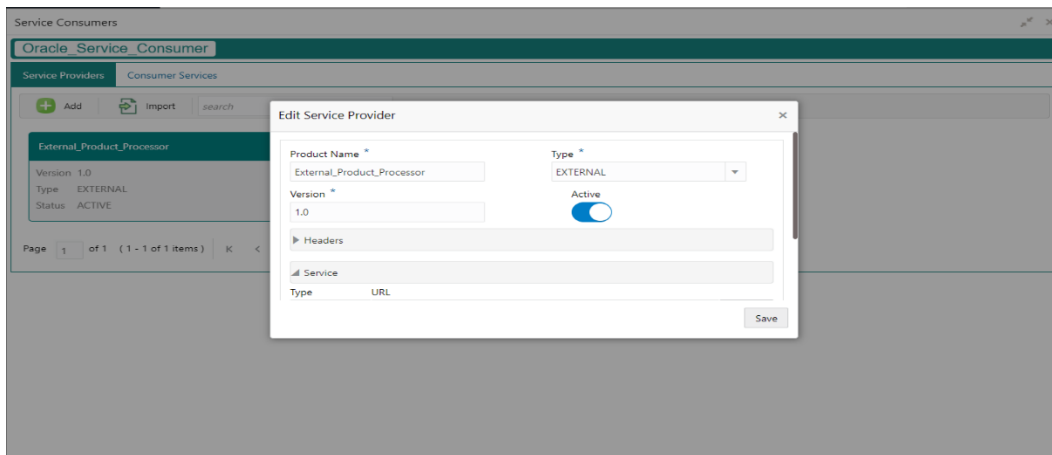 Service Consumers
Oracle_Service_Consumer
Service Providers Consumer Services
Add Import search
External_Product_Processor
Version 1.0
Type EXTERNAL
Status ACTIVE
Page 1 of 1 (1 - 1 of 1 items) K <
Edit Service Provider ×
Product Name * Type *
External_Product_Processor EXTERNAL
Version * Active
1.0
Headers
Service
Type URL
Save